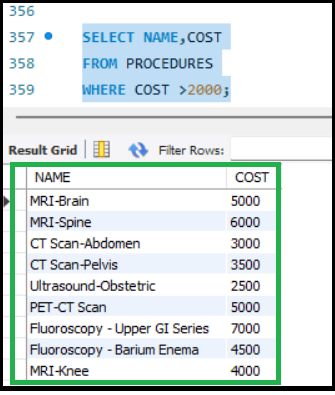 356
357 SELECT NAME,COST
358 FROM PROCEDURES
359 WHERE COST >2000;
Result Grid Filter Rows:
NAME COST
MRI-Brain 5000
MRI-Spine 6000
CT Scan-Abdomen 3000
CT Scan-Pelvis 3500
Ultrasound-Obstetric 2500
PET-CT Scan 5000
Fluoroscopy - Upper GI Series 7000
Fluoroscopy - Barium Enema 4500
MRI-Knee 4000